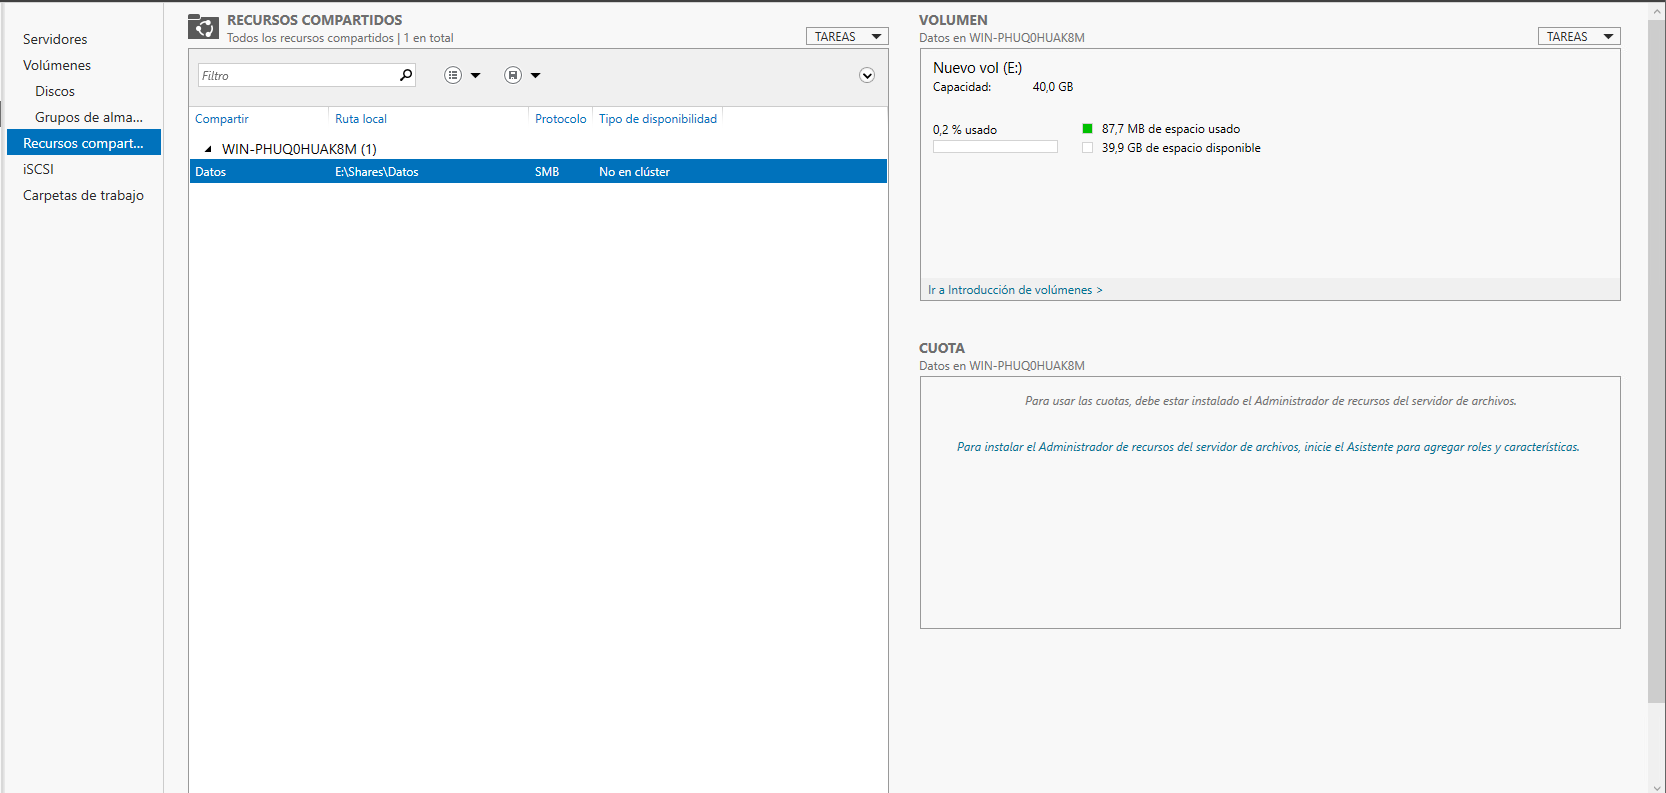 Servidores
Volúmenes
Discos
Grupos de alma...
Recursos compart...
iSCSI
Carpetas de trabajo
RECURSOS COMPARTIDOS
Todos los recursos compartidos | 1 en total
TAREAS
Filtro
Compartir Ruta local Protocolo Tipo de disponibilidad
WIN-PHUQ0HUAK8M (1)
Datos E:\Shares\Datos SMB No en clúster
VOLUMEN
Datos en WIN-PHUQ0HUAK8M
TAREAS
Nuevo vol (E:)
Capacidad: 40,0 GB
0,2 % usado
87,7 MB de espacio usado
39,9 GB de espacio disponible
Ir a Introducción de volúmenes >
CUOTA
Datos en WIN-PHUQ0HUAK8M
Para usar las cuotas, debe estar instalado el Administrador de recursos del servidor de archivos.
Para instalar el Administrador de recursos del servidor de archivos, inicie el Asistente para agregar roles y características.